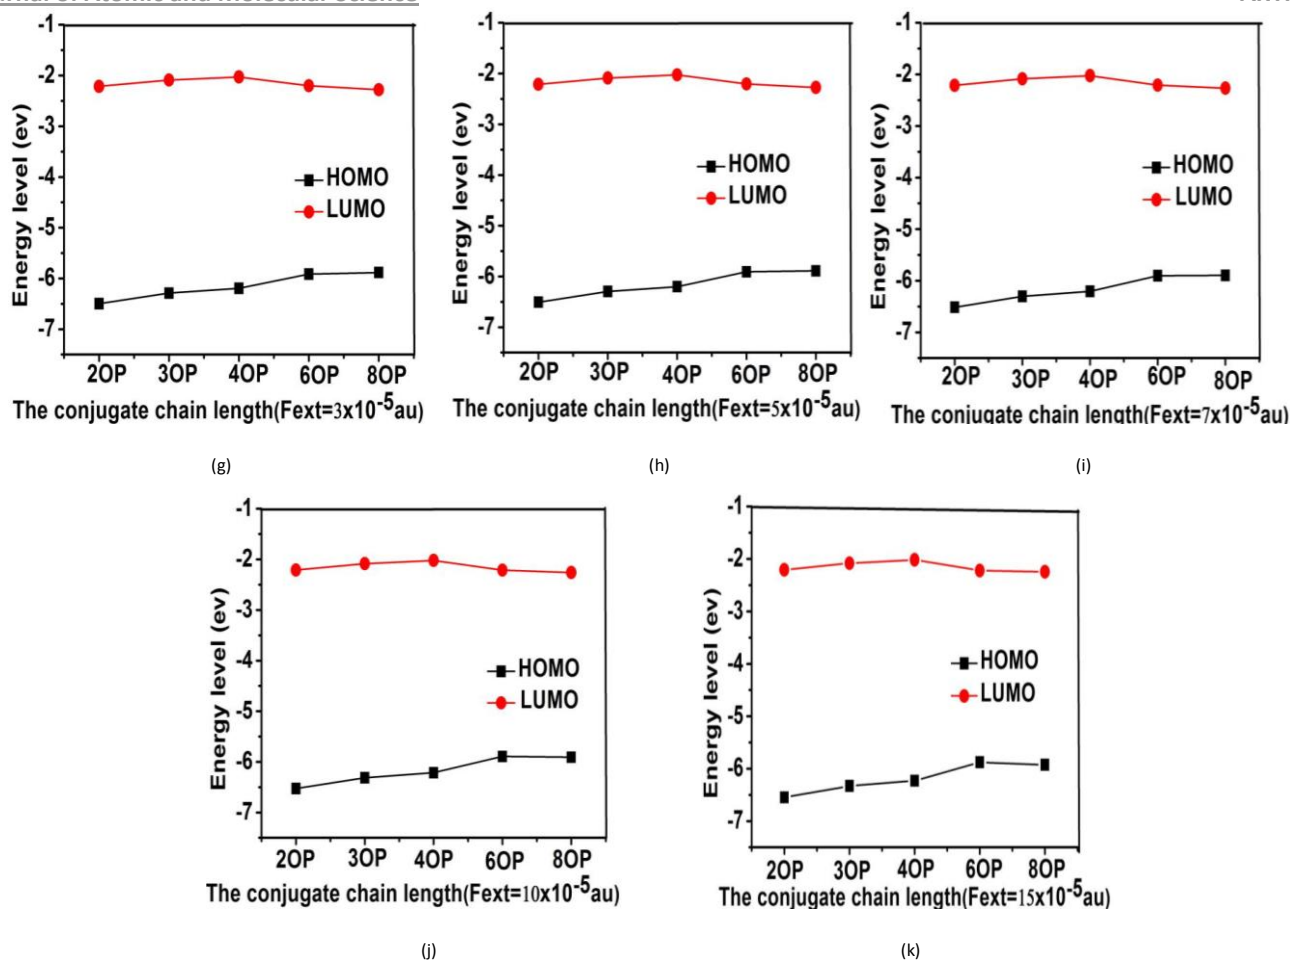 -1
-2
-3
-4
-5
-6
-7
Energy level (ev)
HOMO
LUMO
2OP 3OP 4OP 6OP 8OP
The conjugate chain length(Fext=3x10-5au)
(g)
-1
-2
-3
-4
-5
-6
-7
Energy level (ev)
HOMO
LUMO
2OP 3OP 4OP 6OP 8OP
The conjugate chain length(Fext=5x10-5au)
(h)
-1
-2
-3
-4
-5
-6
-7
Energy level (ev)
HOMO
LUMO
2OP 3OP 4OP 6OP 8OP
The conjugate chain length(Fext=7x10-5au)
(i)
-1
-2
-3
-4
-5
-6
-7
Energy level (ev)
HOMO
LUMO
2OP 3OP 4OP 6OP 8OP
The conjugate chain length(Fext=10x10-5au)
(j)
-1
-2
-3
-4
-5
-6
-7
Energy level (ev)
HOMO
LUMO
2OP 3OP 4OP 6OP 8OP
The conjugate chain length(Fext=15x10-5au)
(k)